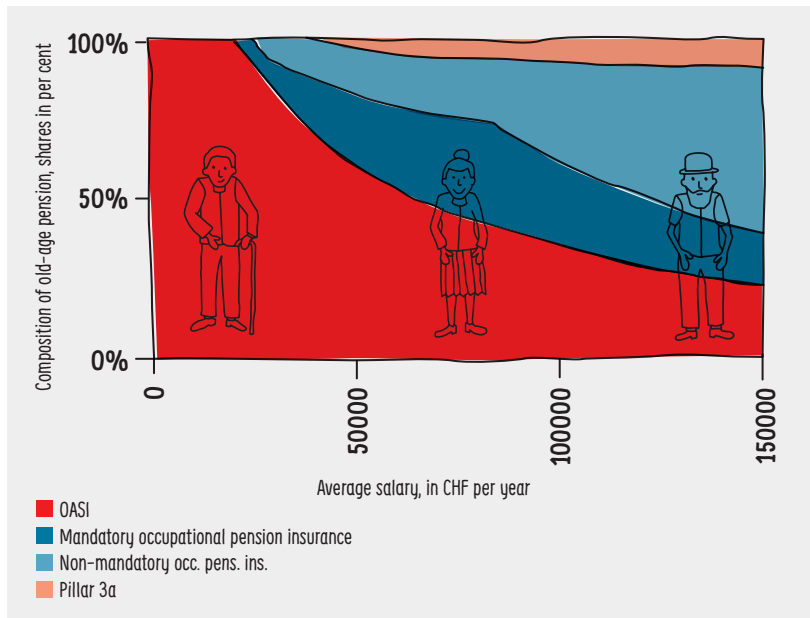 Composition of old-age pension, shares in per cent
100%
50%
0%
0
50000
100000
150000
Average salary, in CHF per year
OASI
Mandatory occupational pension insurance
Non-mandatory occ. pens. ins.
Pillar 3a